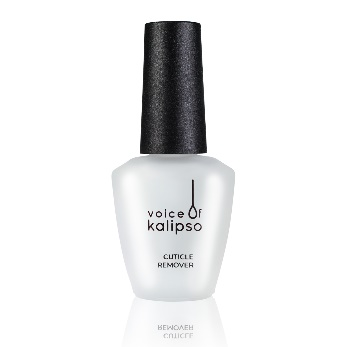 voice of
kalipso
CUTICLE
REMOVER